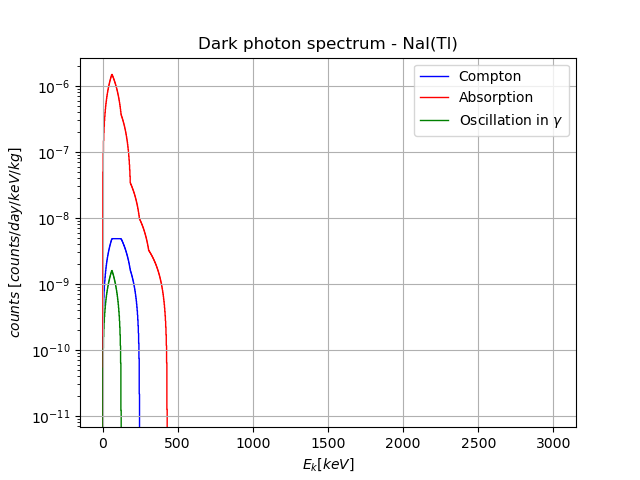 Dark photon spectrum - NaI(Tl)
Compton
Absorption
Oscillation in γ
counts [counts/day/keV/kg]
10⁻⁶
10⁻⁷
10⁻⁸
10⁻⁹
10⁻¹⁰
10⁻¹¹
0 500 1000 1500 2000 2500 3000
Eₖ[keV]